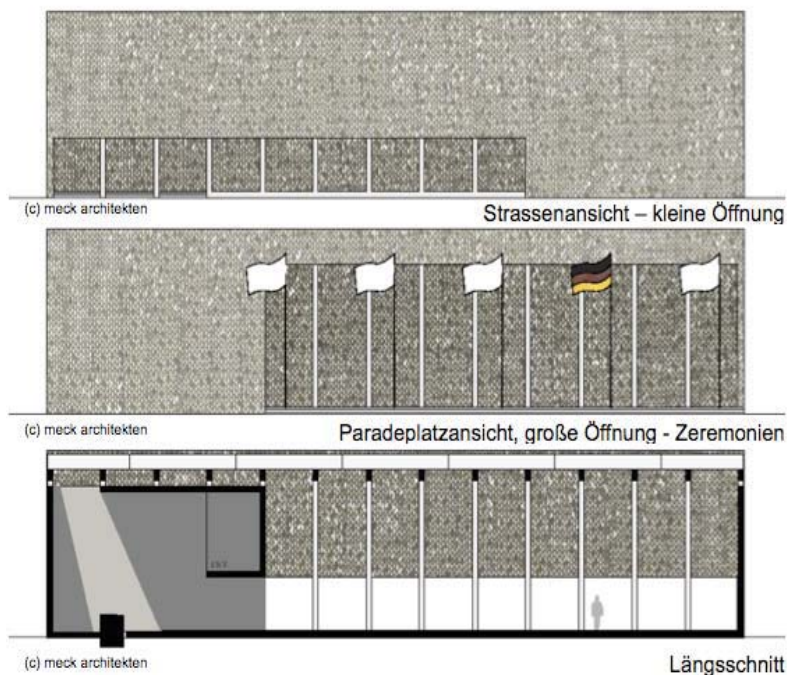 (c) meck architekten
Strassenansicht – kleine Öffnung
(c) meck architekten
Paradeplatzansicht, große Öffnung - Zeremonien
(c) meck architekten
Längsschnitt